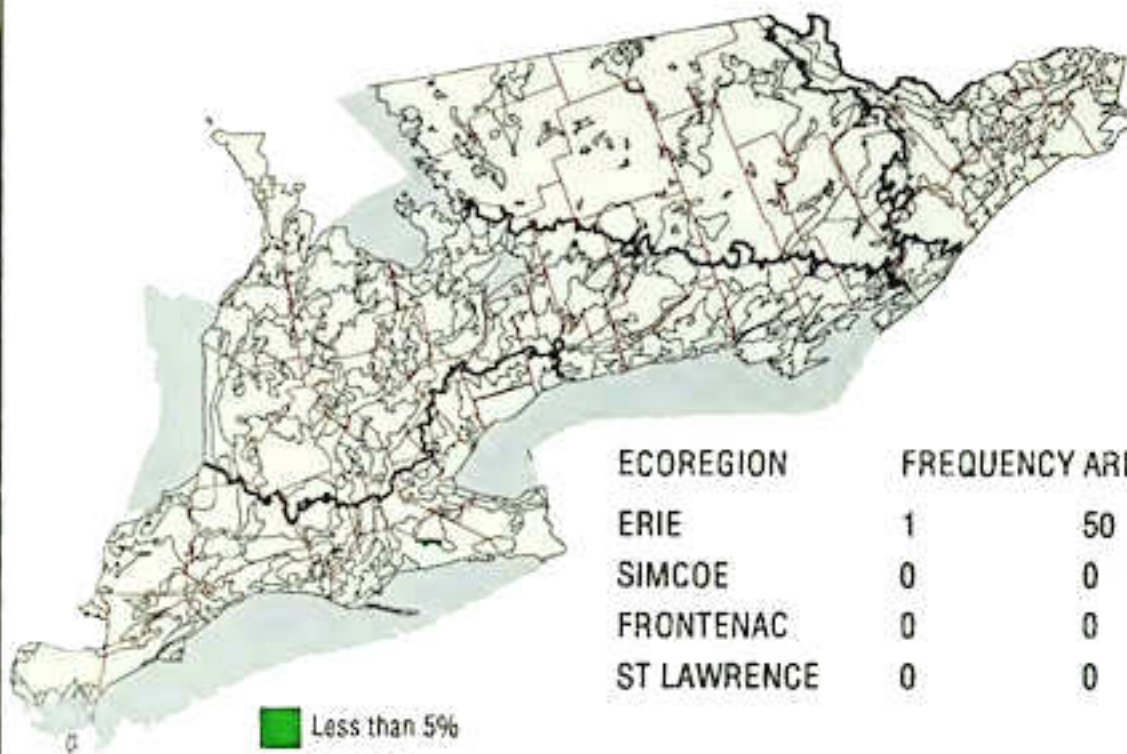 ECOREGION FREQUENCY
ERIE 1 50
SIMCOE 0 0
FRONTENAC 0 0
ST LAWRENCE 0 0
Less than 5%